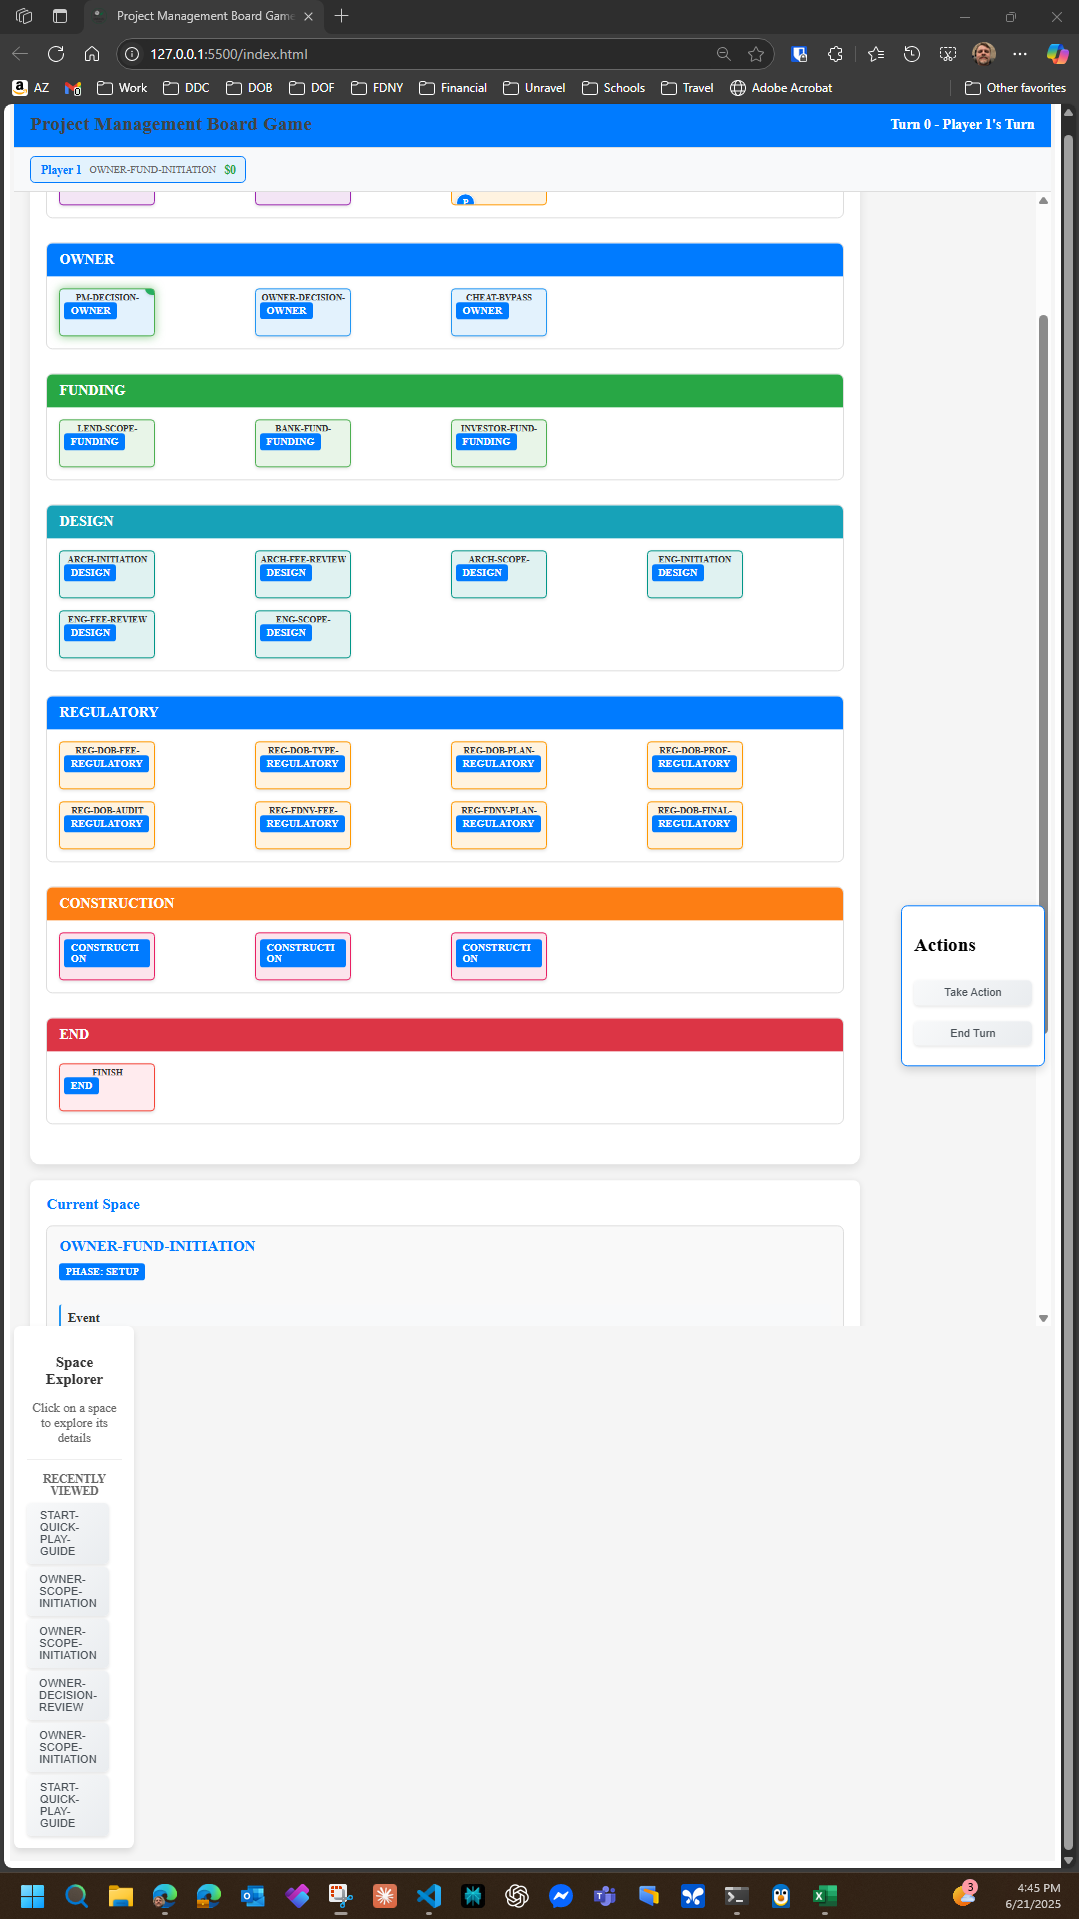 Project Management Board Game
127.0.0.1:5500/index.html
AZ
Work
DDC
DOB
DOF
FDNY
Financial
Unravel
Schools
Travel
Adobe Acrobat
Other favorites
Project Management Board Game
Turn 0 - Player 1's Turn
Player 1 OWNER-FUND-INITIATION $0
P
OWNER
PM-DECISION-
OWNER
OWNER-DECISION-
OWNER
CHEAT-BYPASS
OWNER
FUNDING
LEND-SCOPE-
FUNDING
BANK-FUND-
FUNDING
INVESTOR-FUND-
FUNDING
DESIGN
ARCH-INITIATION
DESIGN
ARCH-FEE-REVIEW
DESIGN
ARCH-SCOPE-
DESIGN
ENG-INITIATION
DESIGN
ENG-FEE-REVIEW
DESIGN
ENG-SCOPE-
DESIGN
REGULATORY
REG-DOB-FEE-
REGULATORY
REG-DOB-TYPE-
REGULATORY
REG-DOB-PLAN-
REGULATORY
REG-DOB-PROF-
REGULATORY
REG-DOB-AUDIT
REGULATORY
REG-FDNY-FEE-
REGULATORY
REG-FDNY-PLAN-
REGULATORY
REG-DOB-FINAL-
REGULATORY
CONSTRUCTION
CONSTRUCTI
ON
CONSTRUCTI
ON
CONSTRUCTI
ON
Actions
Take Action
End Turn
END
FINISH
END
Current Space
OWNER-FUND-INITIATION
PHASE: SETUP
Event
Space
Explorer
Click on a space
to explore its
details
RECENTLY
VIEWED
START-
QUICK-
PLAY-
GUIDE
OWNER-
SCOPE-
INITIATION
OWNER-
SCOPE-
INITIATION
OWNER-
DECISION-
REVIEW
OWNER-
SCOPE-
INITIATION
START-
QUICK-
PLAY-
GUIDE
3
4:45 PM
6/21/2025